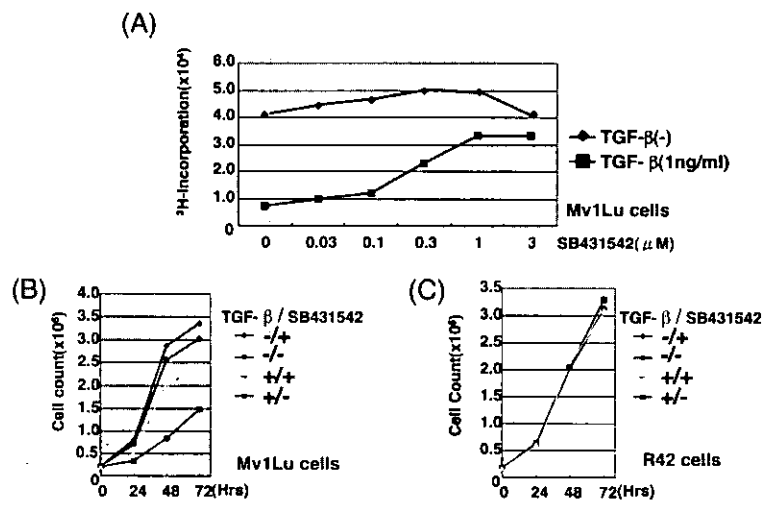 (A)
³H-Incorporation(x10⁴)
6.0
5.0
4.0
3.0
2.0
1.0
0
0 0.03 0.1 0.3 1 3 SB431542(μM)
TGF-β(-)
TGF- β(1ng/ml)
Mv1Lu cells
(B)
Cell count(x10⁶)
4.0
3.5
3.0
2.5
2.0
1.5
1.0
0.5
0
0 24 48 72(Hrs)
TGF- β / SB431542
-/+
-/-
+/+
+/-
Mv1Lu cells
(C)
Cell Count(x10⁶)
3.5
3.0
2.5
2.0
1.5
1.0
0.5
0
0 24 48 72(Hrs)
TGF- β / SB431542
-/+
-/-
+/+
+/-
R42 cells